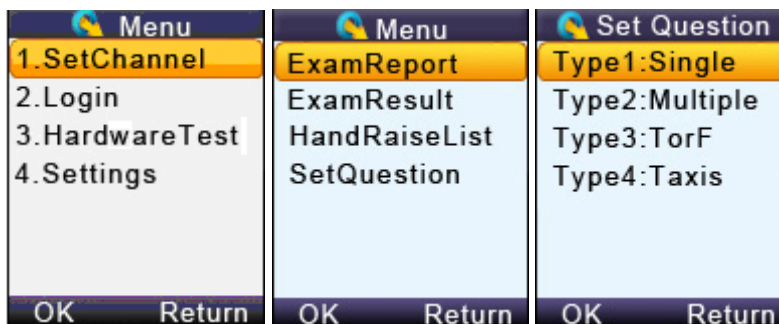 Menu
1.SetChannel
2.Login
3.HardwareTest
4.Settings
OK Return
Menu
ExamReport
ExamResult
HandRaiseList
SetQuestion
OK Return
Set Question
Type1:Single
Type2:Multiple
Type3:TorF
Type4:Taxis
OK Return